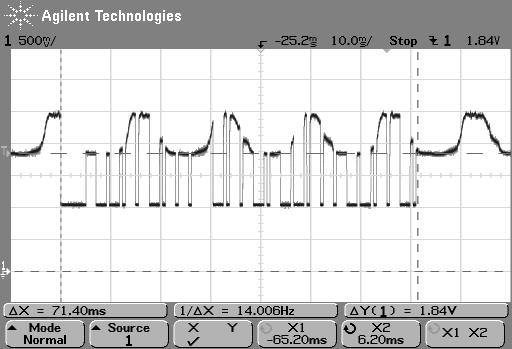 Agilent Technologies
1 500mV/ -25.2ms 10.0ms/ Stop 1 1.84V
T
1
ΔX = 71.40ms 1/ΔX = 14.006Hz ΔY(1) = 1.84V
Mode Source X Y X1 X2 X1 X2
Normal 1 ✓ -65.20ms 6.20ms